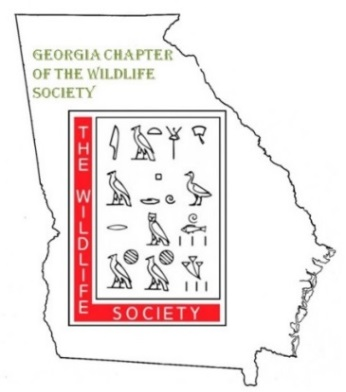 GEORGIA CHAPTER
OF THE WILDLIFE
SOCIETY
THE WILDLIFE
SOCIETY